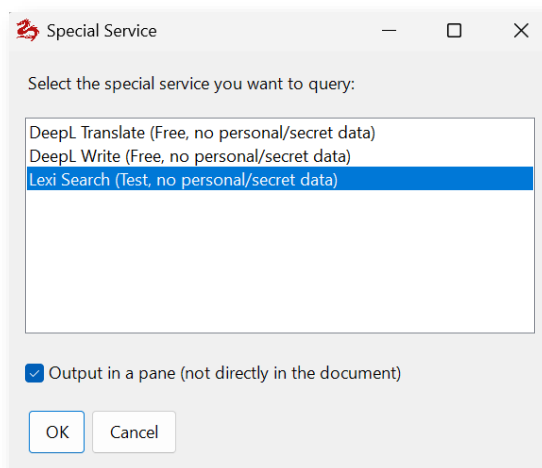 Special Service
Select the special service you want to query:
DeepL Translate (Free, no personal/secret data)
DeepL Write (Free, no personal/secret data)
Lexi Search (Test, no personal/secret data)
Output in a pane (not directly in the document)
OK Cancel